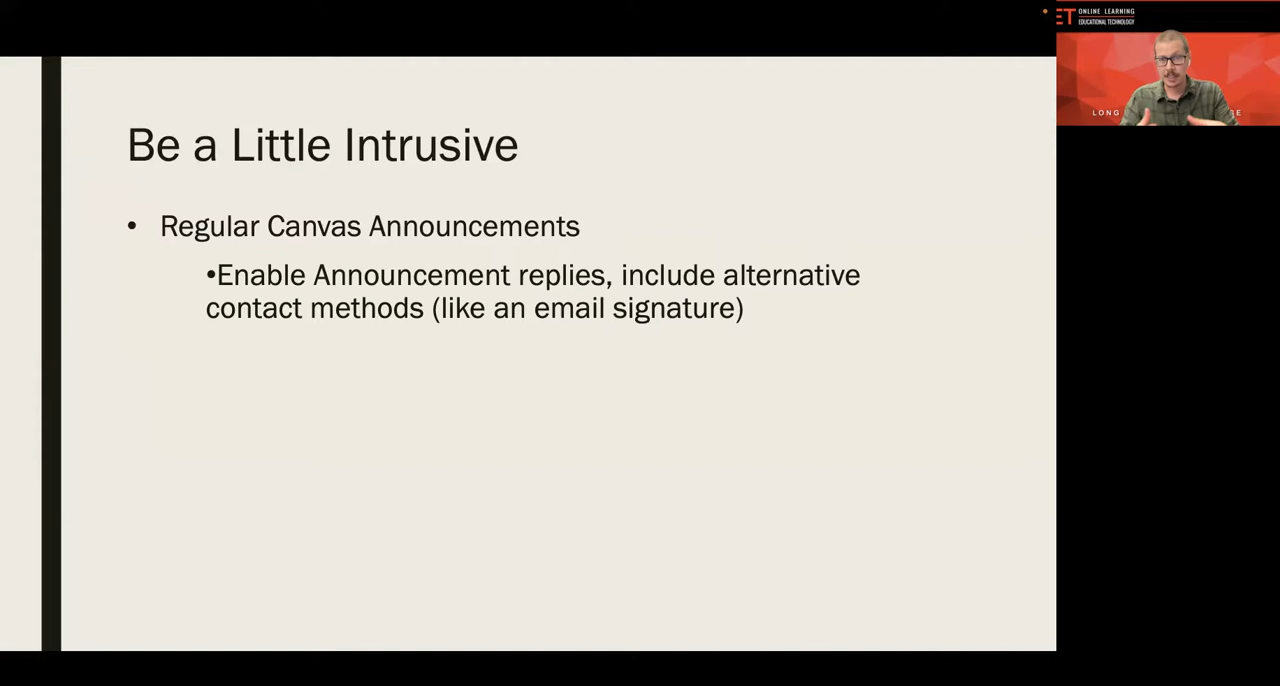 ET ONLINE LEARNING
EDUCATIONAL TECHNOLOGY
LONG
Be a Little Intrusive
• Regular Canvas Announcements
•Enable Announcement replies, include alternative
contact methods (like an email signature)